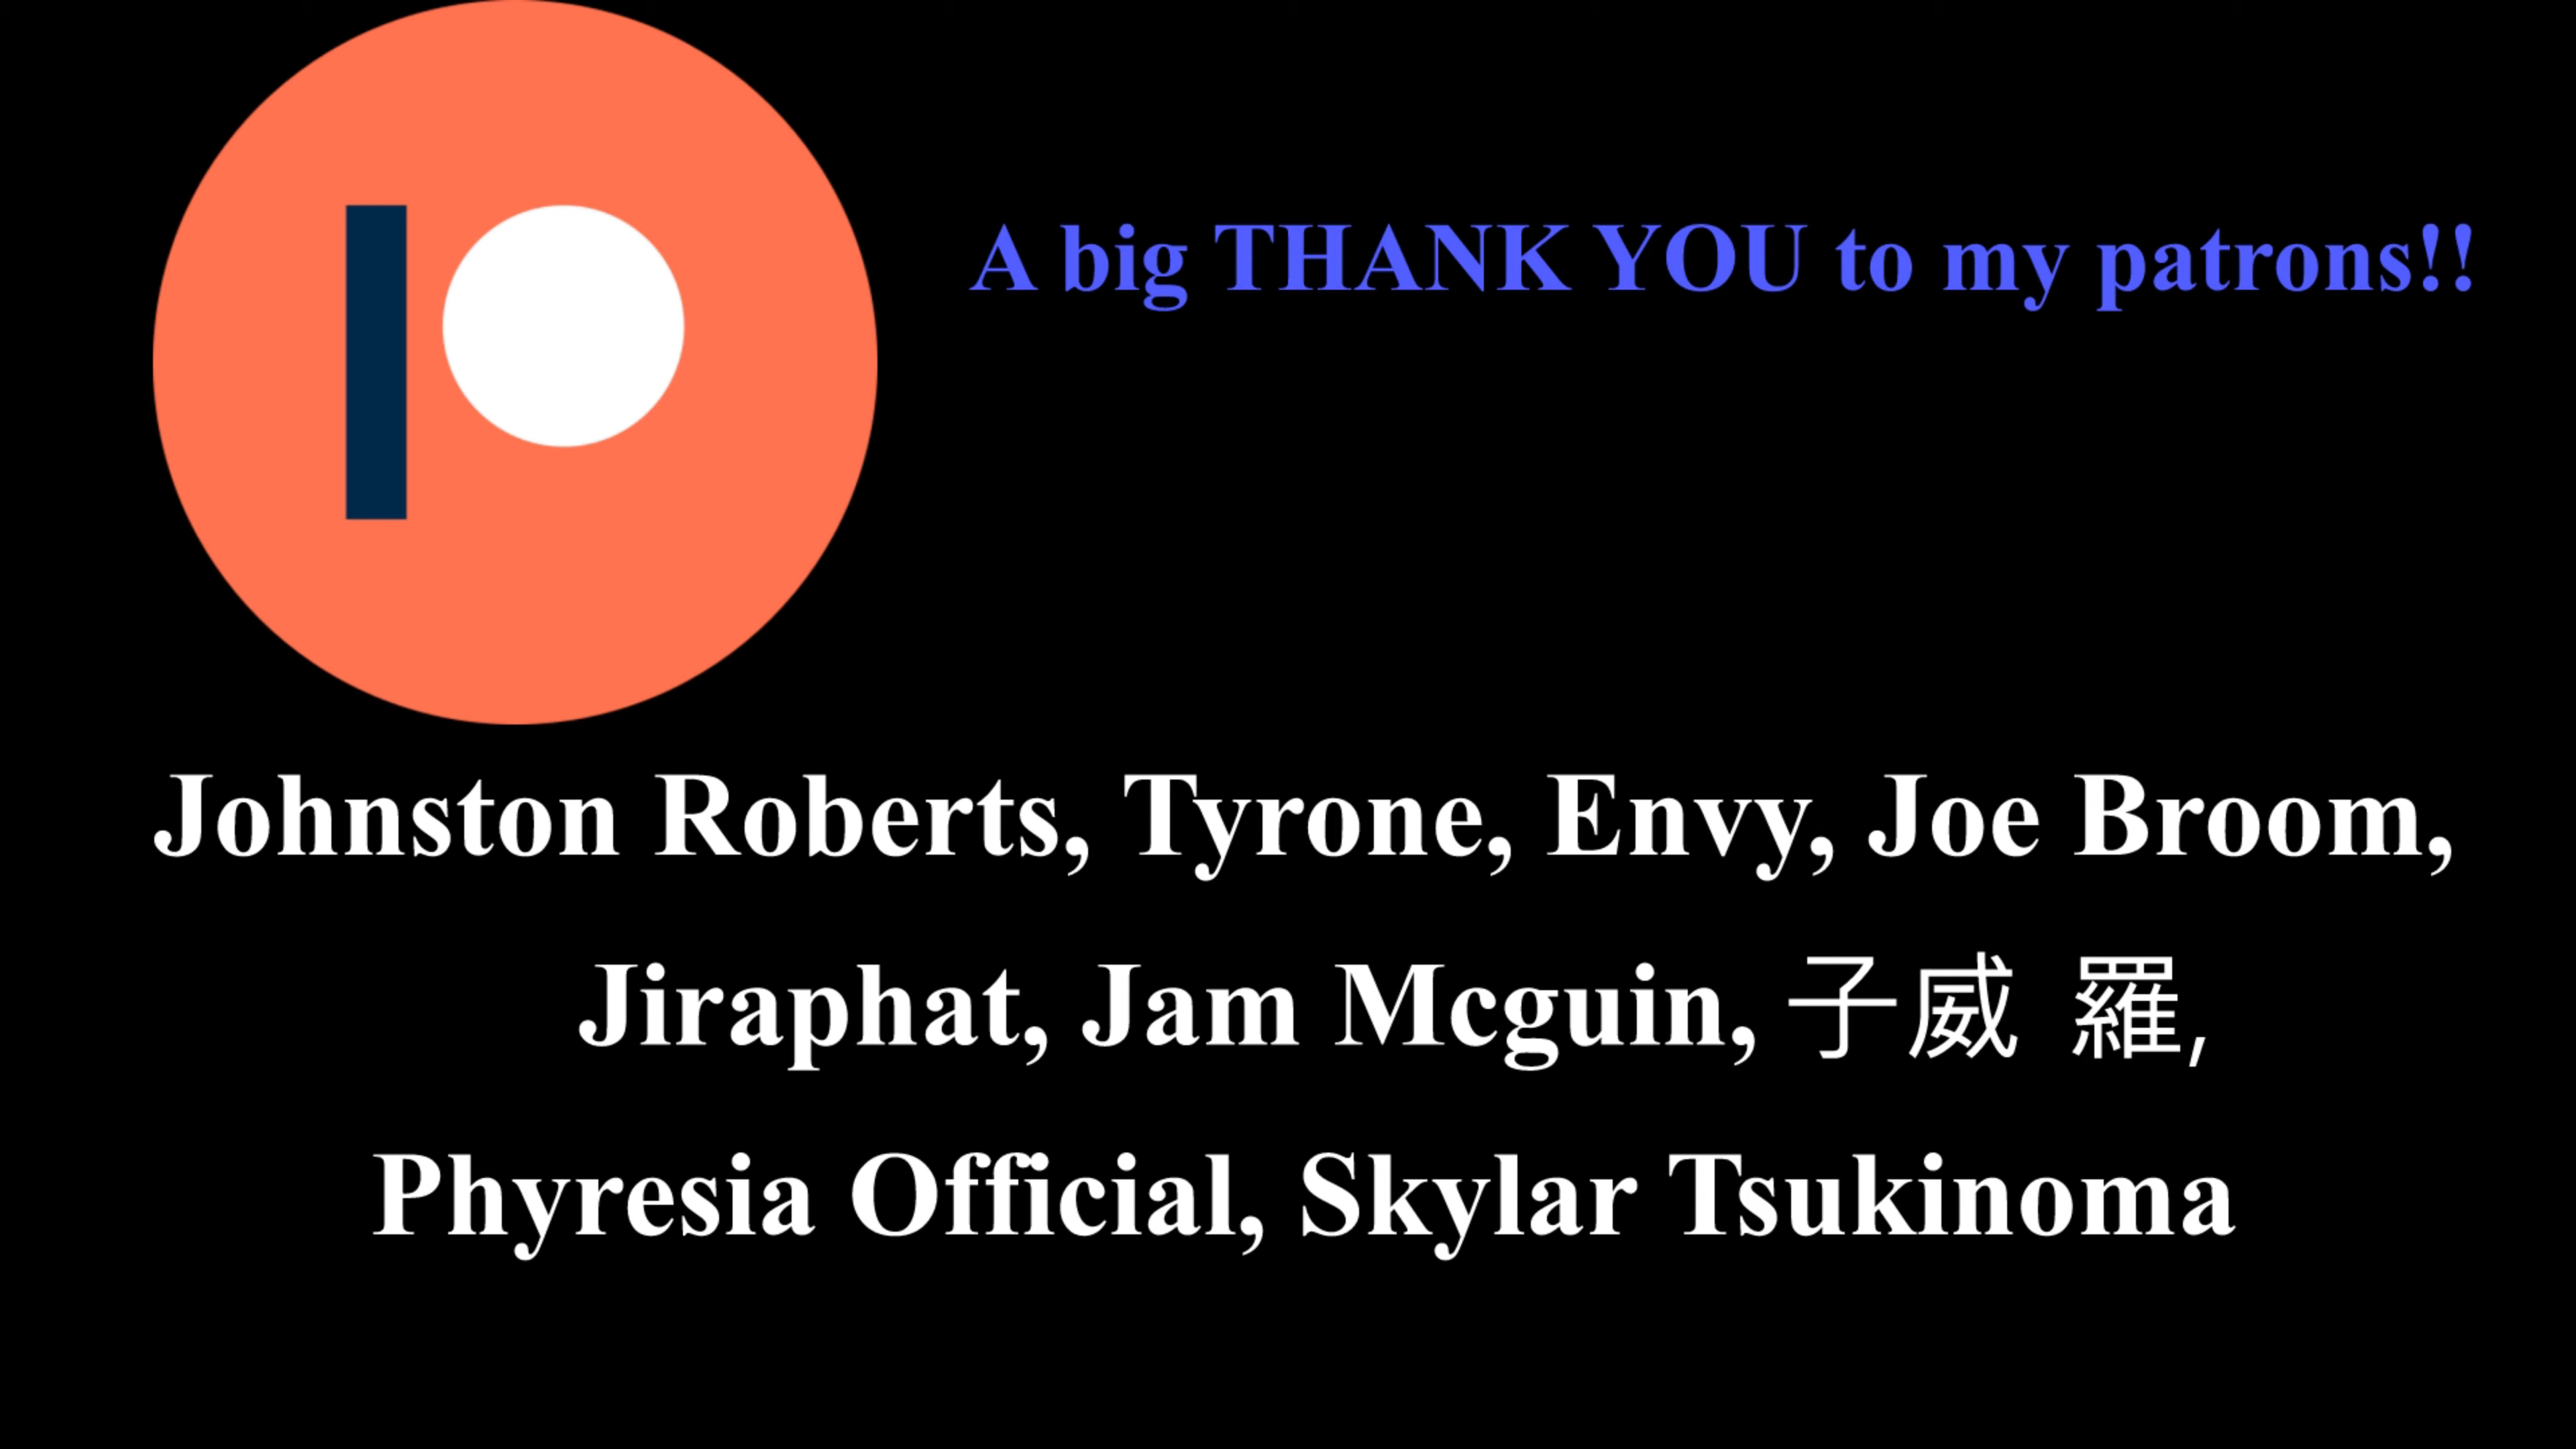 A big THANK YOU to my patrons!!
Johnston Roberts, Tyrone, Envy, Joe Broom,
Jiraphat, Jam Mcguin, 子威 羅,
Phyresia Official, Skylar Tsukinoma